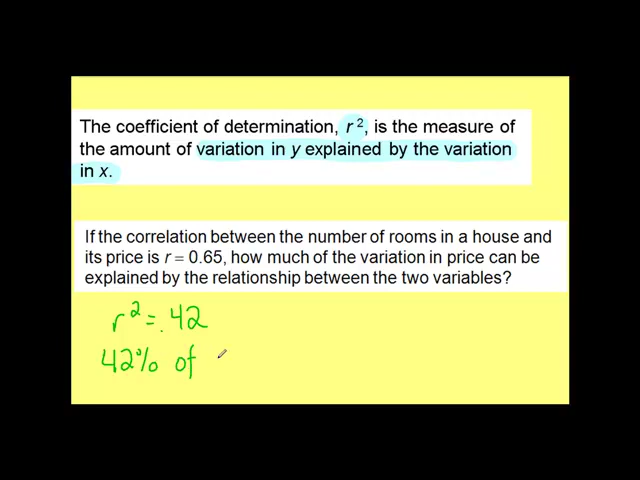 The coefficient of determination, r ², is the measure of
the amount of variation in y explained by the variation
in x.
If the correlation between the number of rooms in a house and
its price is r = 0.65, how much of the variation in price can be
explained by the relationship between the two variables?
r² = .42
42% of